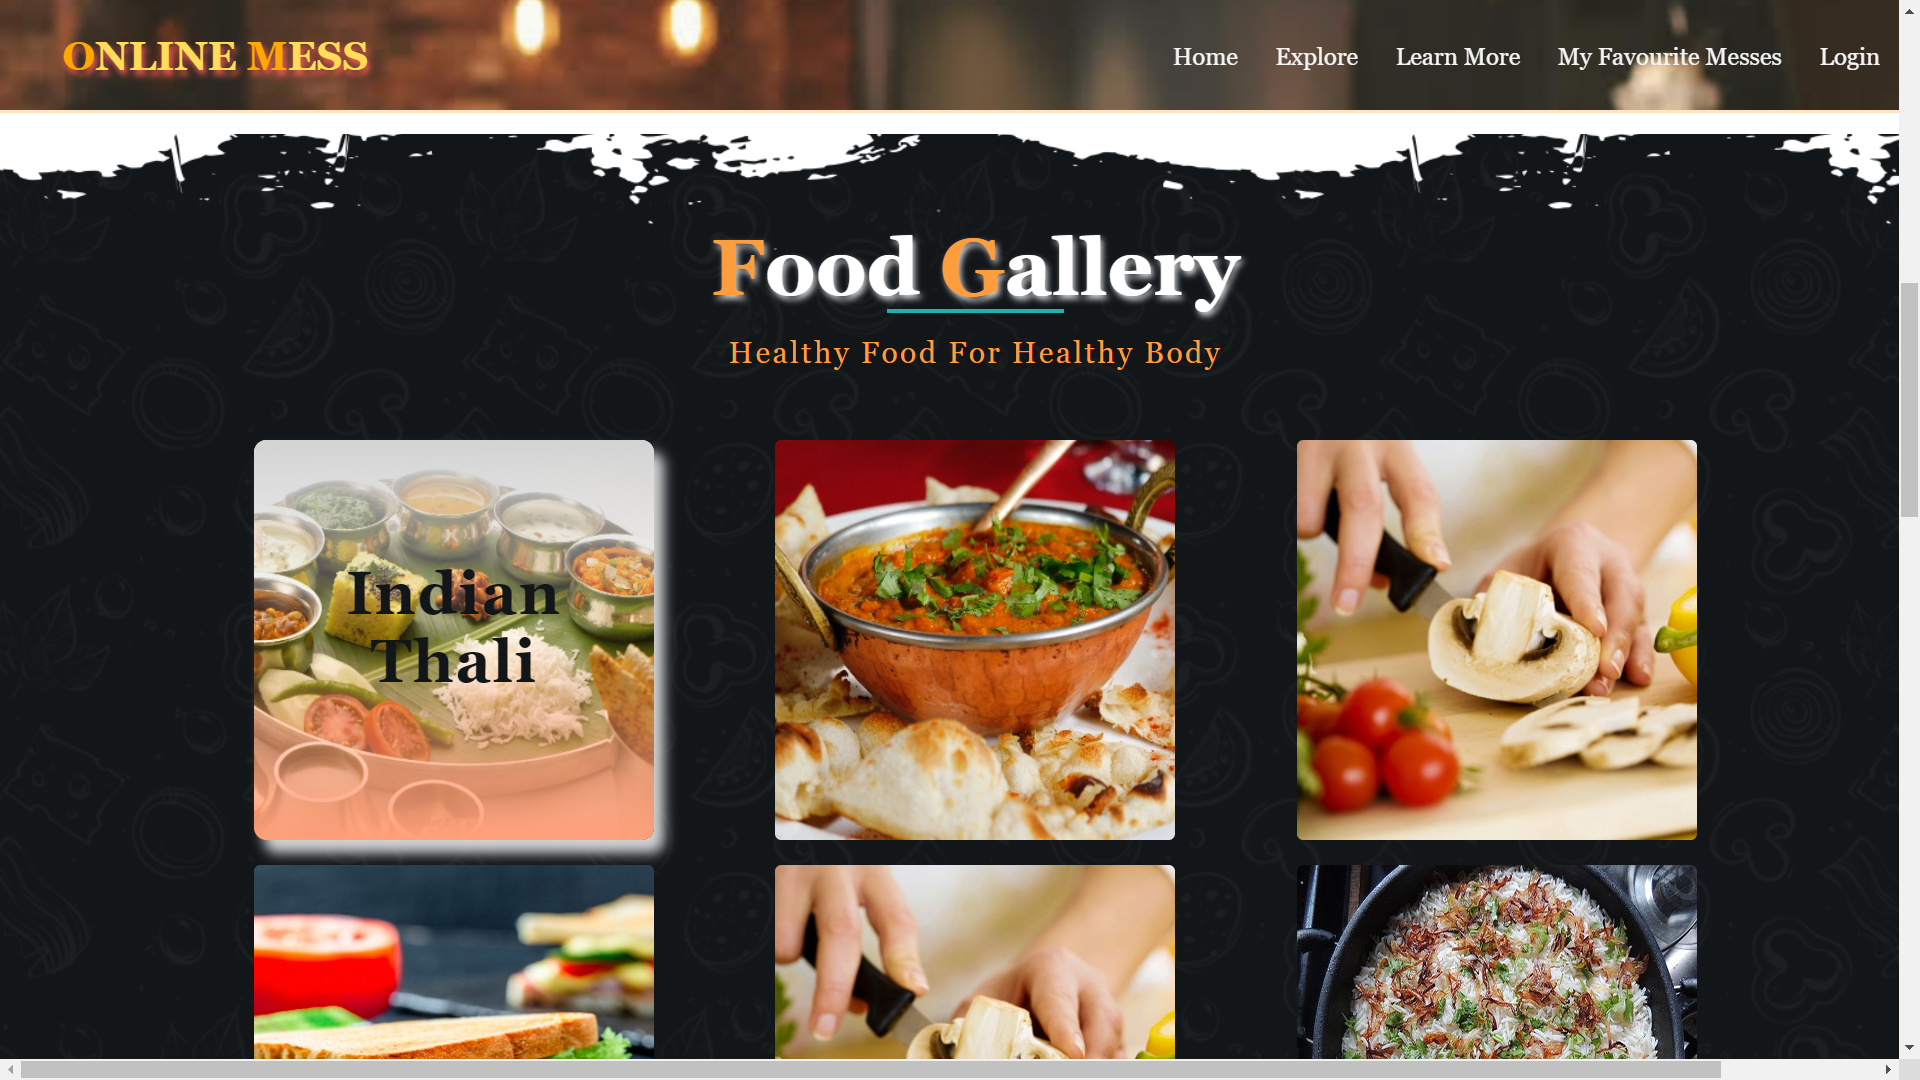 ONLINE MESS
Home
Explore
Learn More
My Favourite Messes
Login
Food Gallery
Healthy Food For Healthy Body
Indian
Thali